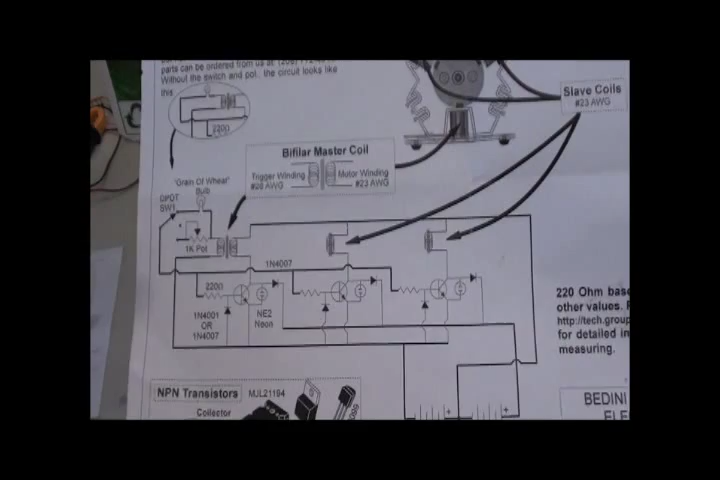 parts can be ordered from us at:
Without the switch and pot, the circuit looks like
this
220Ω
Slave Coils
#23 AWG
Bifilar Master Coil
Trigger Winding
Motor Winding
#23 AWG
"Grain Of Wheat"
Bulb
DPDT
SW1
1K Pot
1N4007
220Ω
1N4001
OR
1N4007
NE2
Neon
220 Ohm base
other values.
http://tech.group
for detailed in
measuring.
NPN Transistors
MJL21194
Collector
BEDINI
+
+